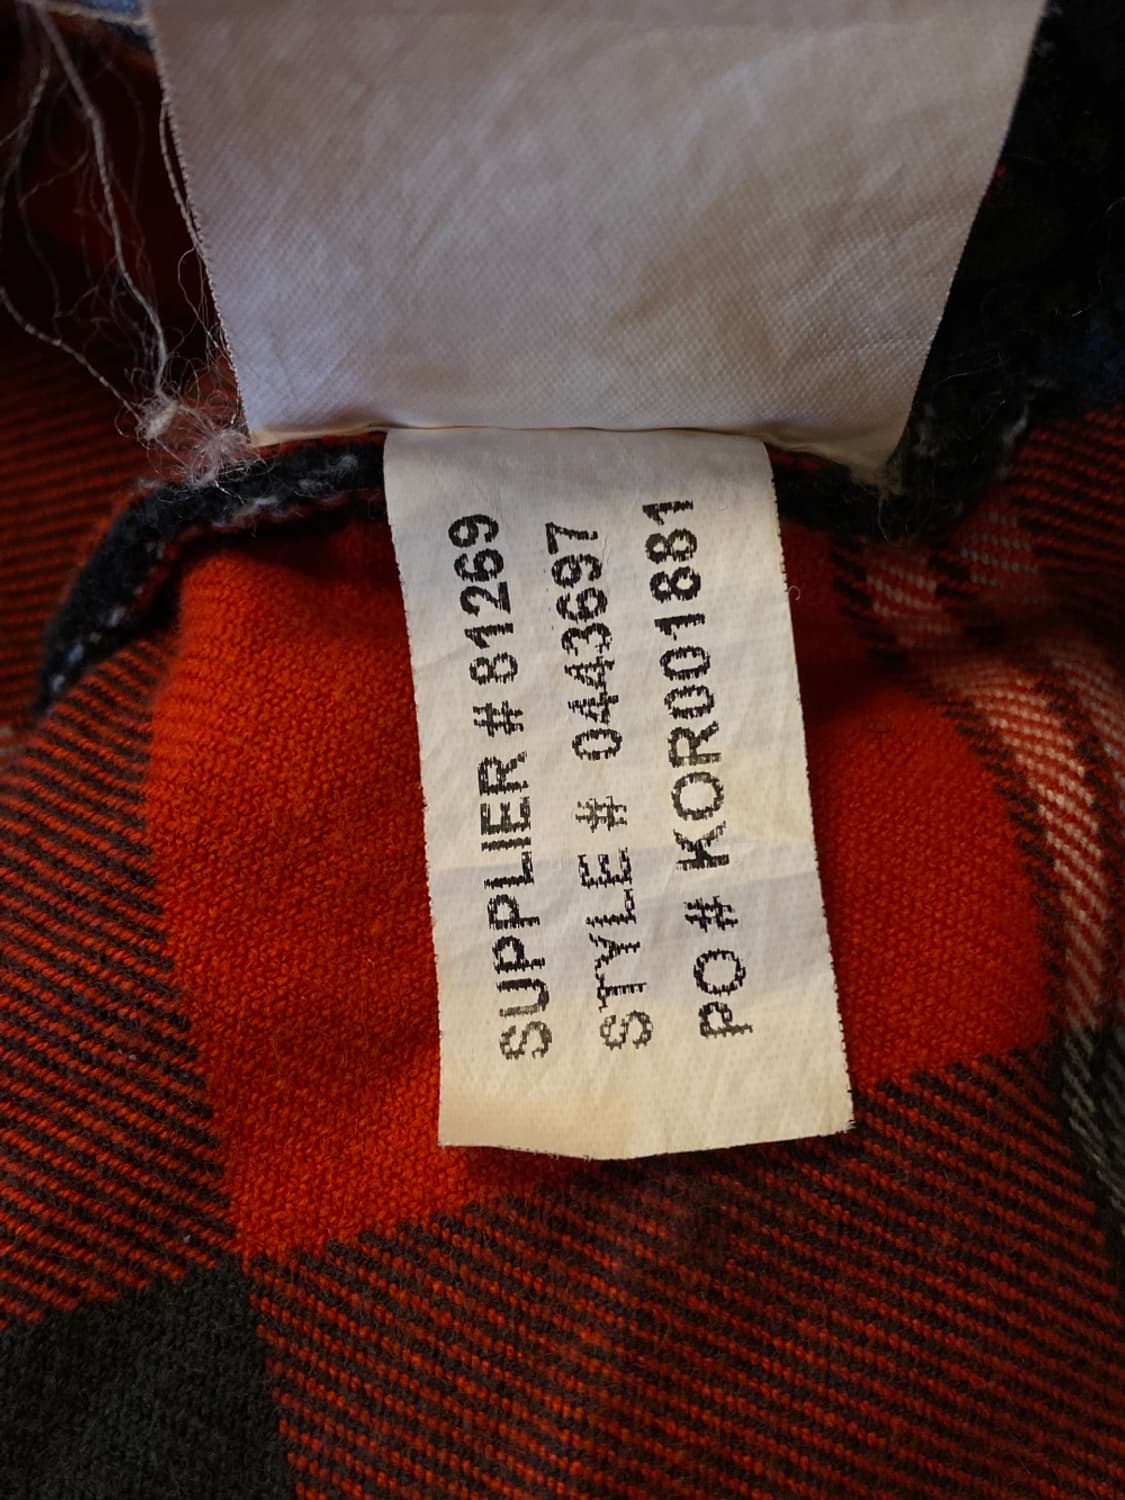 SUPPLIER # 81269
STYLE # 0443697
PO # KOR001881